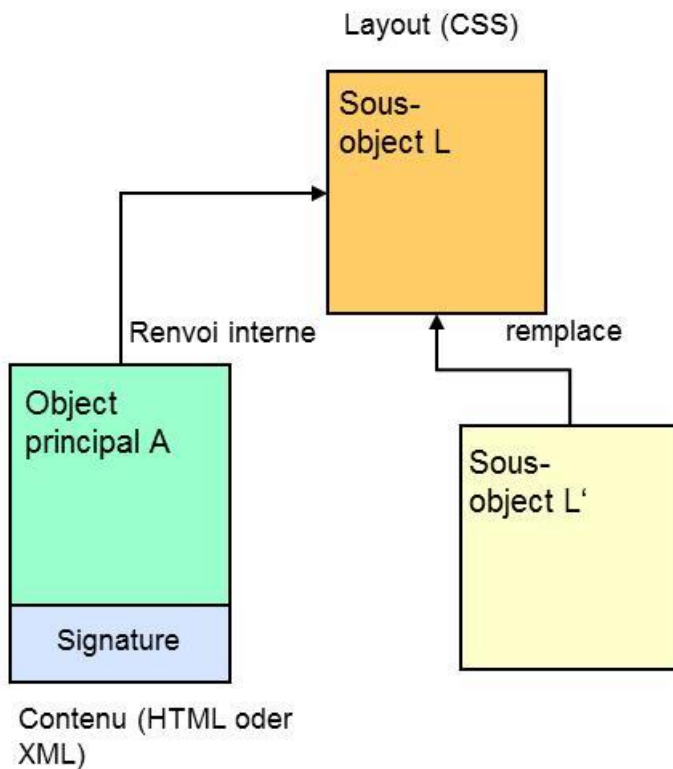 Layout (CSS)
Sous-
object L
Renvoi interne
remplace
Object
principal A
Sous-
object L‘
Signature
Contenu (HTML oder
XML)